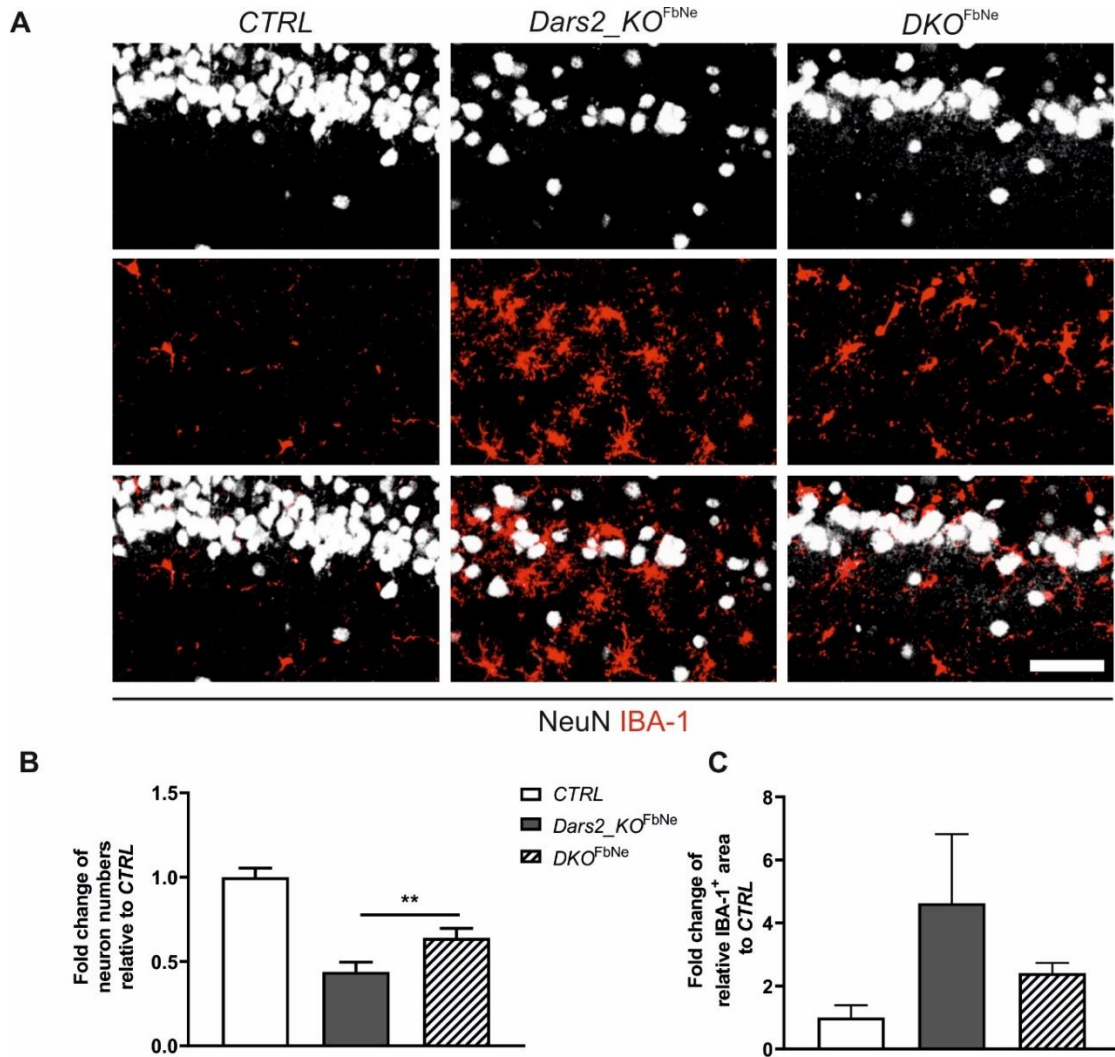 A
CTRL
Dars2_KO^FbNe
DKO^FbNe
NeuN IBA-1
B
Fold change of
neuron numbers
relative to CTRL
1.5
1.0
0.5
0.0
**
CTRL
Dars2_KO^FbNe
DKO^FbNe
C
Fold change of
relative IBA-1⁺ area
to CTRL
8
6
4
2
0